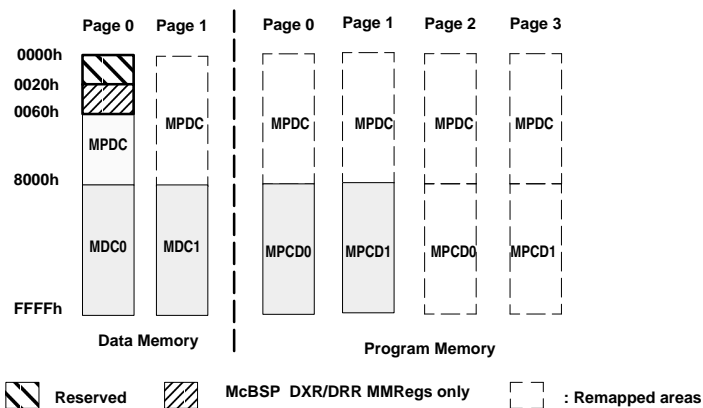 Page 0 Page 1 Page 0 Page 1 Page 2 Page 3
0000h
0020h
0060h
MPDC MPDC MPDC MPDC MPDC MPDC
8000h
MDC0 MDC1 MPCD0 MPCD1 MPCD0 MPCD1
FFFFh
Data Memory Program Memory
Reserved McBSP DXR/DRR MMRegs only : Remapped areas